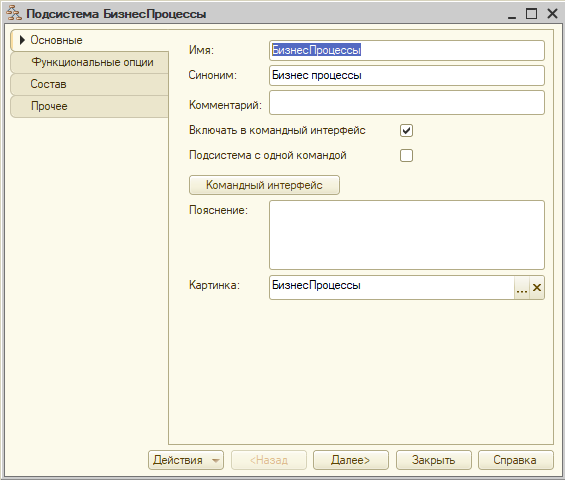 Подсистема БизнесПроцессы
Основные
Функциональные опции
Состав
Прочее
Имя: БизнесПроцессы
Синоним: Бизнес процессы
Комментарий:
Включать в командный интерфейс
Подсистема с одной командой
Командный интерфейс
Пояснение:
Картинка: БизнесПроцессы ... ×
Действия <Назад Далее> Закрыть Справка